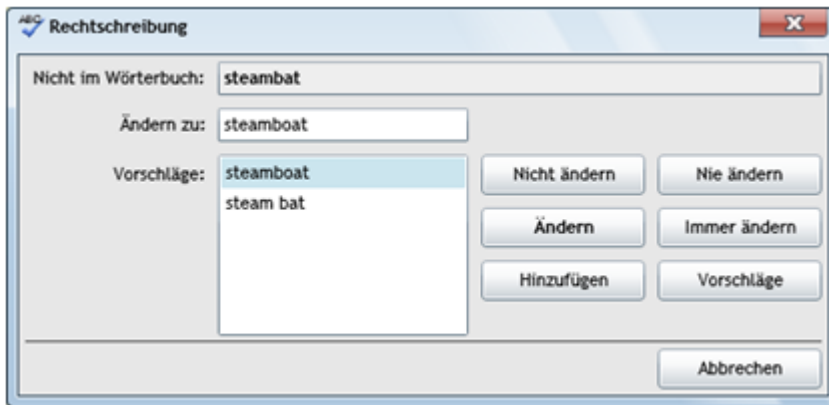 ABC Rechtschreibung
Nicht im Wörterbuch: steambat
Ändern zu: steamboat
Vorschläge: steamboat
steam bat
Nicht ändern Nie ändern
Ändern Immer ändern
Hinzufügen Vorschläge
Abbrechen